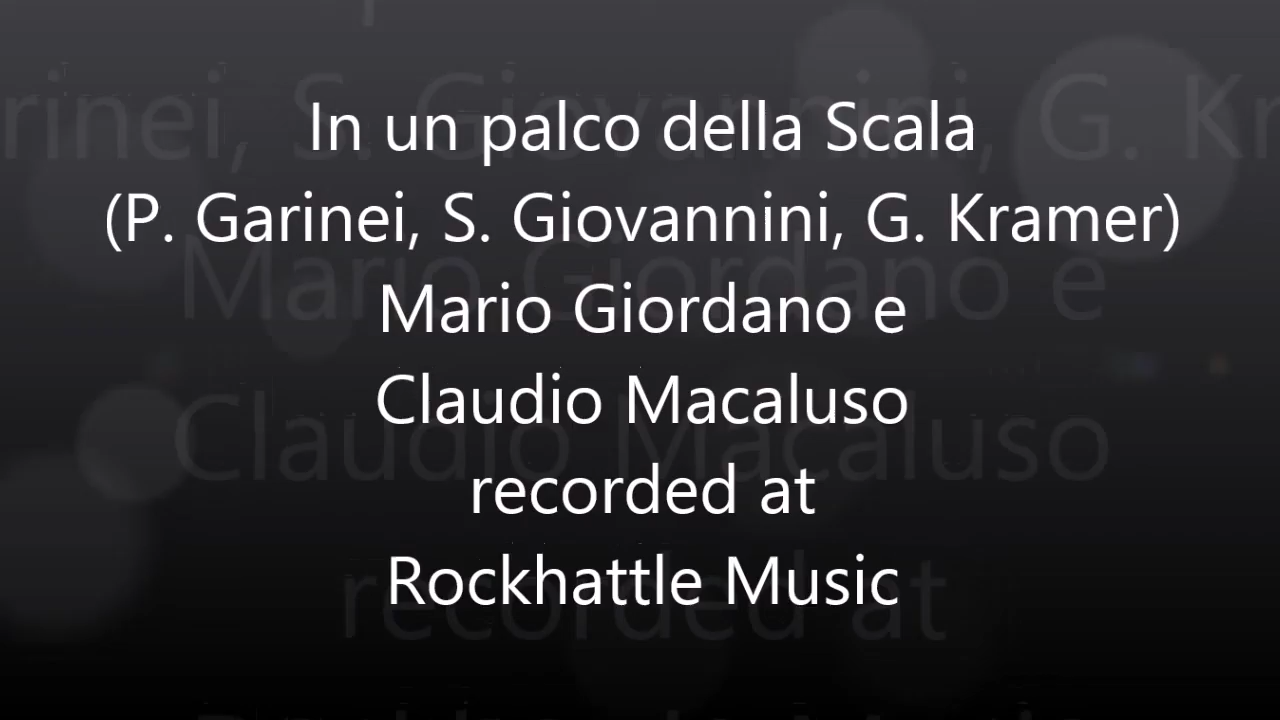 In un palco della Scala
(P. Garinei, S. Giovannini, G. Kramer)
Mario Giordano e
Claudio Macaluso
recorded at
Rockhattle Music